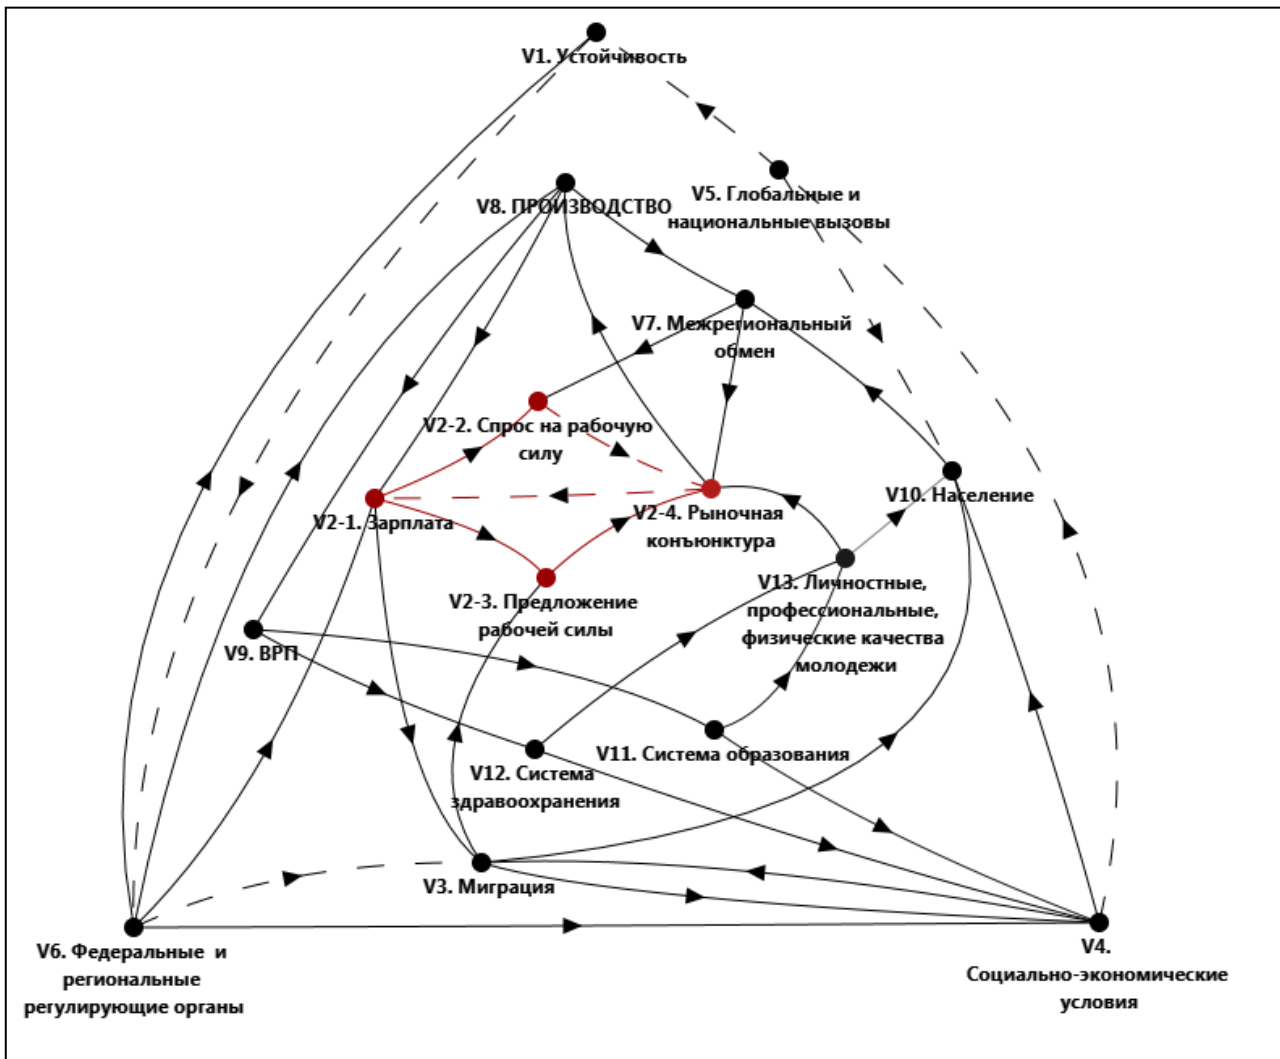 V1. Устойчивость
V5. Глобальные и
национальные вызовы
V8. ПРОИЗВОДСТВО
V7. Межрегиональный
обмен
V2-2. Спрос на рабочую
силу
V10. Население
V2-1. Зарплата
V2-4. Рыночная
конъюнктура
V13. Личностные,
профессиональные,
физические качества
молодежи
V2-3. Предложение
рабочей силы
V9. ВРП
V11. Система образования
V12. Система
здравоохранения
V3. Миграция
V6. Федеральные и
региональные
регулирующие органы
V4.
Социально-экономические
условия